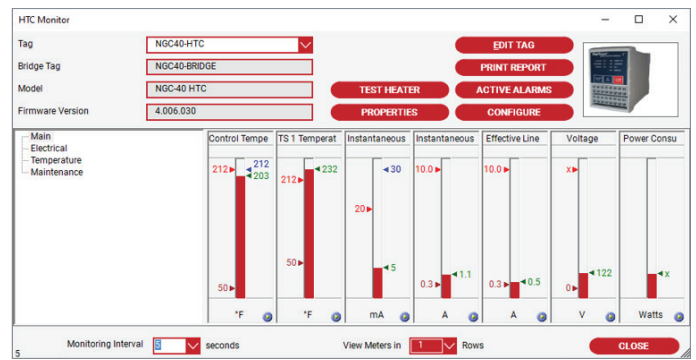 HTC Monitor
Tag NGC40-HTC EDIT TAG
Bridge Tag NGC40-BRIDGE PRINT REPORT
Model NGC-40 HTC TEST HEATER ACTIVE ALARMS
Firmware Version 4.006.030 PROPERTIES CONFIGURE
Main
Electrical
Temperature
Maintenance
Control Tempe TS 1 Temperat Instantaneous Instantaneous Effective Line Voltage Power Consu
212 212 203 50 °F
232 212 50 °F
30 20 5 mA
10.0 1.1 0.3 A
10.0 0.5 0.3 A
x 122 0 V
x Watts
Monitoring Interval 5 seconds View Meters in 1 Rows CLOSE
5